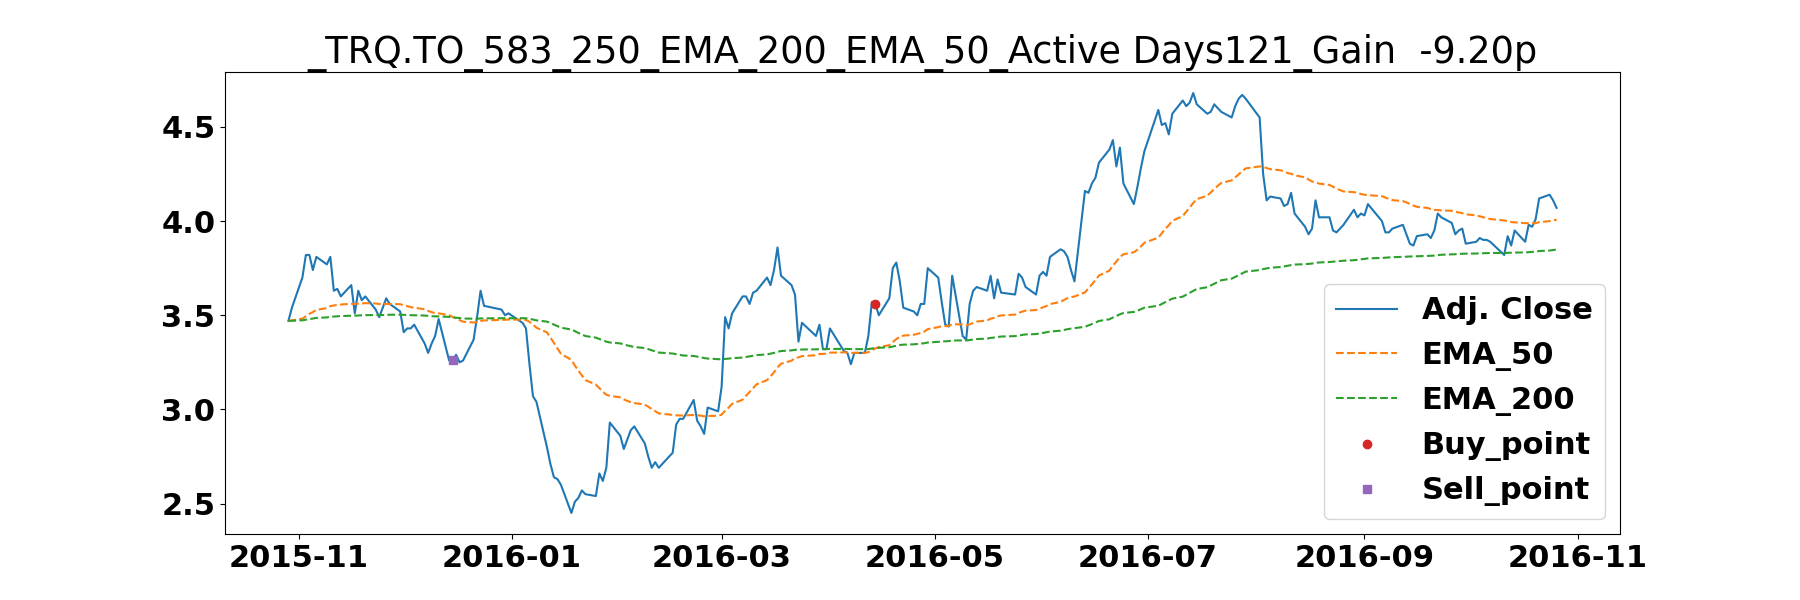 _TRQ.TO_583_250_EMA_200_EMA_50_Active Days121_Gain  -9.20p
4.5
4.0
3.5
3.0
2.5
Adj. Close
EMA_50
EMA_200
Buy_point
Sell_point
2015-11 2016-01 2016-03 2016-05 2016-07 2016-09 2016-11